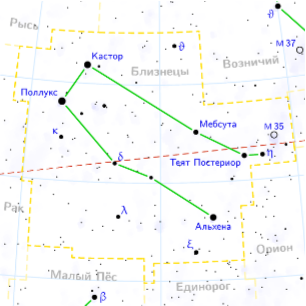 Рысь
ϑ
ϑ
M 37
Кастор
Близнецы
Возничий
Поллукс
κ
Мебсута
M 35
δ
Теят Постериор
η
Рак
λ
Альхена
ξ
Орион
Малый Пёс
Единорог
β